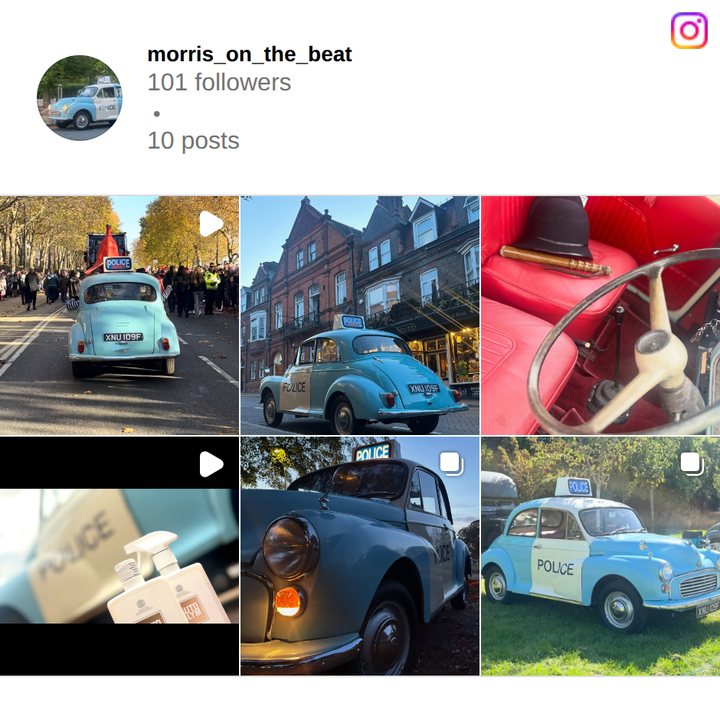 morris_on_the_beat
101 followers
•
10 posts
POLICE
XNU 109F
POLICE
POLICE
XNU 109F
POLICE
POLICE
POLICE
POLICE